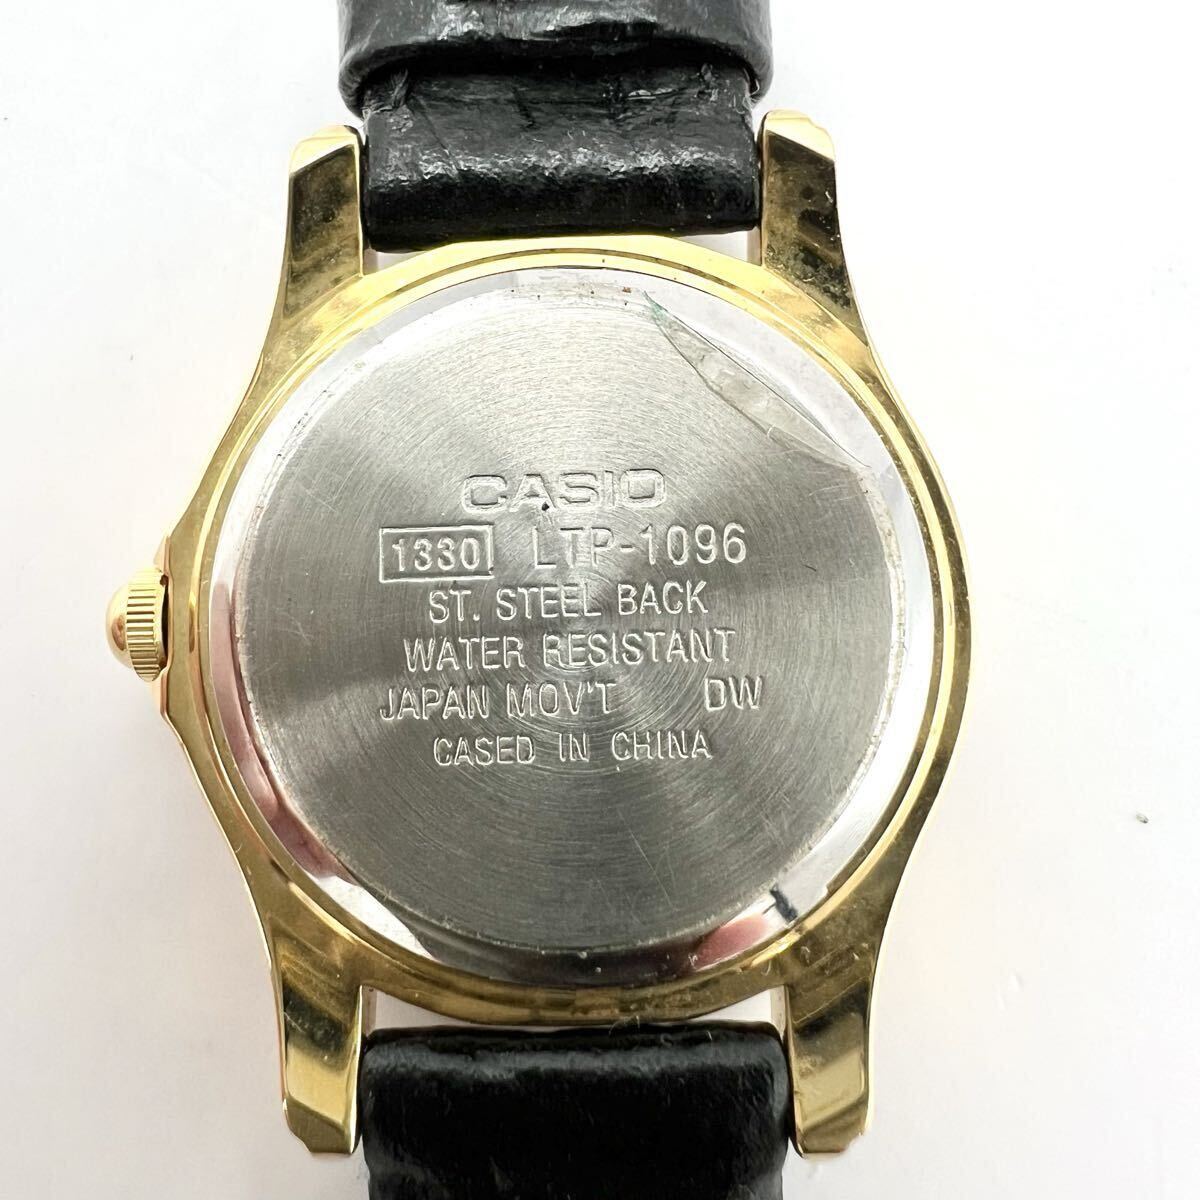 CASIO
1330 LTP-1096
ST. STEEL BACK
WATER RESISTANT
JAPAN MOV'T DW
CASED IN CHINA